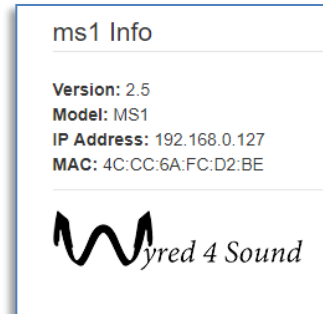 ms1 Info
Version: 2.5
Model: MS1
IP Address: 192.168.0.127
MAC: 4C:CC:6A:FC:D2:BE
Wyred 4 Sound